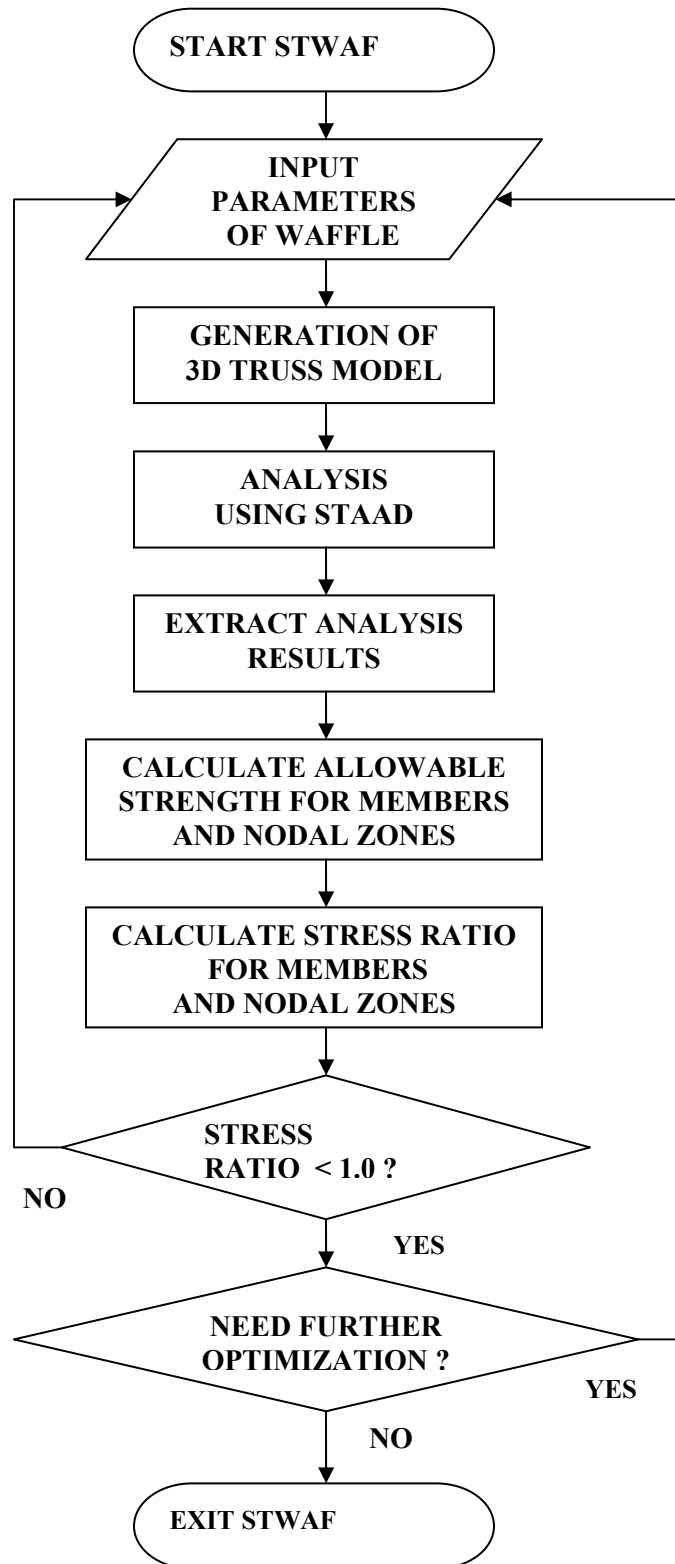 START STWAF
INPUT
PARAMETERS
OF WAFFLE
GENERATION OF
3D TRUSS MODEL
ANALYSIS
USING STAAD
EXTRACT ANALYSIS
RESULTS
CALCULATE ALLOWABLE
STRENGTH FOR MEMBERS
AND NODAL ZONES
CALCULATE STRESS RATIO
FOR MEMBERS
AND NODAL ZONES
STRESS
RATIO < 1.0 ?
NO
YES
NEED FURTHER
OPTIMIZATION ?
YES
NO
EXIT STWAF